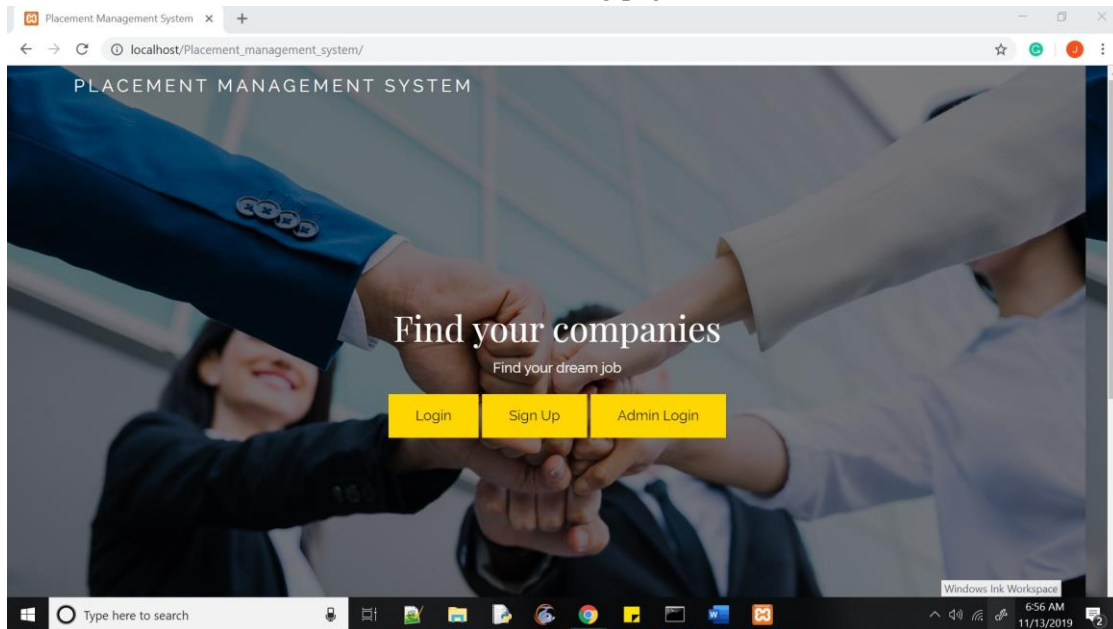 Placement Management System
localhost/Placement_management_system/
J
PLACEMENT MANAGEMENT SYSTEM
Find your companies
Find your dream job
Login Sign Up Admin Login
Windows Ink Workspace
Type here to search
6:56 AM
11/13/2019
2